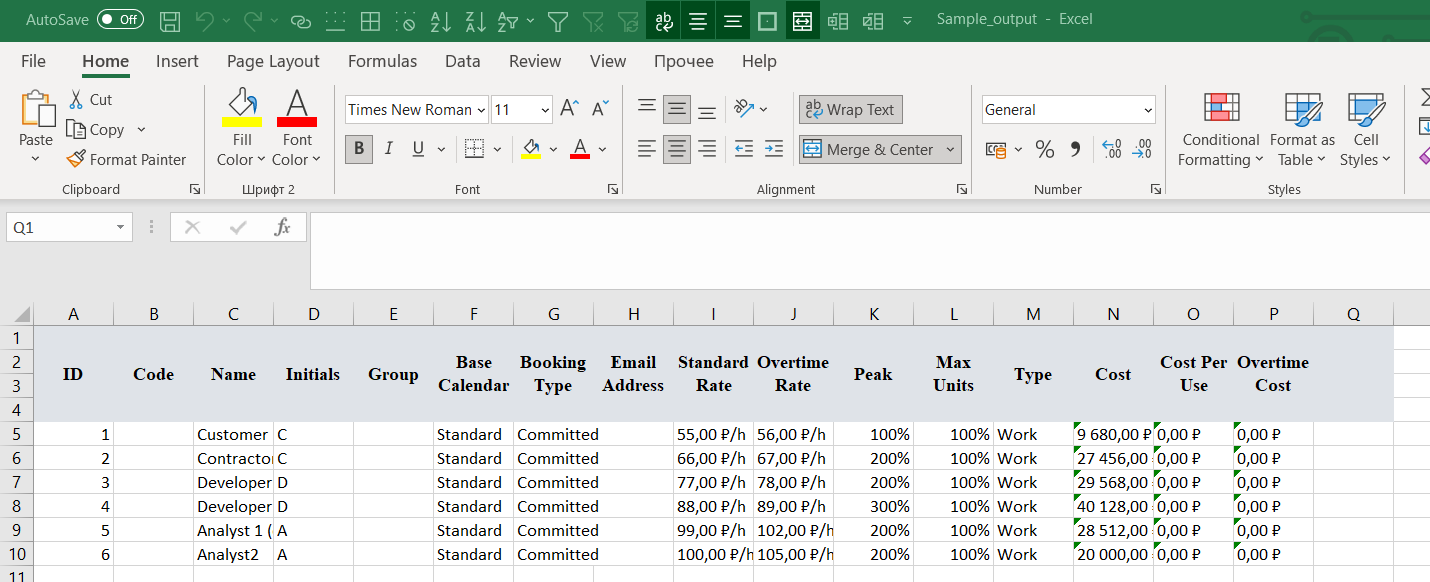 AutoSave Off Sample_output - Excel
File Home Insert Page Layout Formulas Data Review View Прочее Help
Paste
Cut
Copy
Format Painter
Clipboard
Fill Color
Font Color
Шрифт 2
Times New Roman 11
B I U
Font
ab Wrap Text
Merge & Center
Alignment
General
% 
Number
Conditional Formatting
Format as Table
Cell Styles
Styles
Q1 fx
A B C D E F G H I J K L M N O P Q
1
2
3
4
ID Code Name Initials Group Base Calendar Booking Type Email Address Standard Rate Overtime Rate Peak Max Units Type Cost Cost Per Use Overtime Cost
5 1 Customer C Standard Committed 55,00 ₽/h 56,00 ₽/h 100% 100% Work 9 680,00 ₽ 0,00 ₽ 0,00 ₽
6 2 Contractor C Standard Committed 66,00 ₽/h 67,00 ₽/h 200% 100% Work 27 456,00 0,00 ₽ 0,00 ₽
7 3 Developer D Standard Committed 77,00 ₽/h 78,00 ₽/h 200% 100% Work 29 568,00 0,00 ₽ 0,00 ₽
8 4 Developer D Standard Committed 88,00 ₽/h 89,00 ₽/h 300% 100% Work 40 128,00 0,00 ₽ 0,00 ₽
9 5 Analyst 1 ( A Standard Committed 99,00 ₽/h 102,00 ₽/h 200% 100% Work 28 512,00 0,00 ₽ 0,00 ₽
10 6 Analyst2 A Standard Committed 100,00 ₽/h 105,00 ₽/h 200% 100% Work 20 000,00 0,00 ₽ 0,00 ₽
11